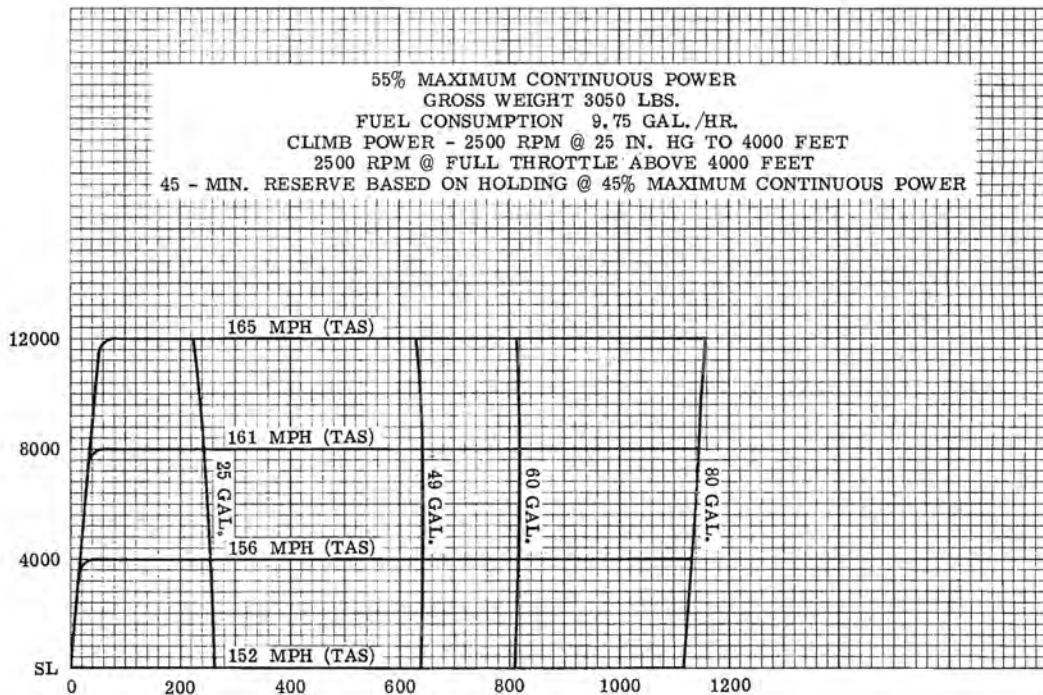 55% MAXIMUM CONTINUOUS POWER
GROSS WEIGHT 3050 LBS.
FUEL CONSUMPTION 9.75 GAL./HR.
CLIMB POWER - 2500 RPM @ 25 IN. HG TO 4000 FEET
2500 RPM @ FULL THROTTLE ABOVE 4000 FEET
45 - MIN. RESERVE BASED ON HOLDING @ 45% MAXIMUM CONTINUOUS POWER
12000
165 MPH (TAS)
8000
161 MPH (TAS)
25 GAL.
49 GAL.
60 GAL.
80 GAL.
4000
156 MPH (TAS)
SL
152 MPH (TAS)
0 200 400 600 800 1000 1200